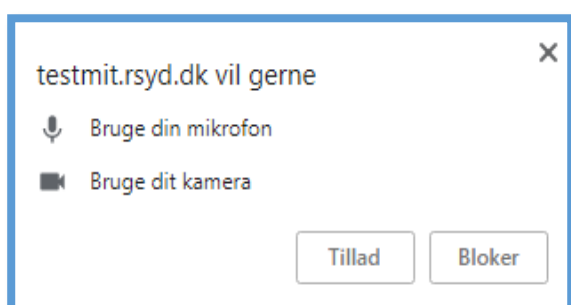 testmit.rsyd.dk vil gerne
Bruge din mikrofon
Bruge dit kamera
Tillad Bloker